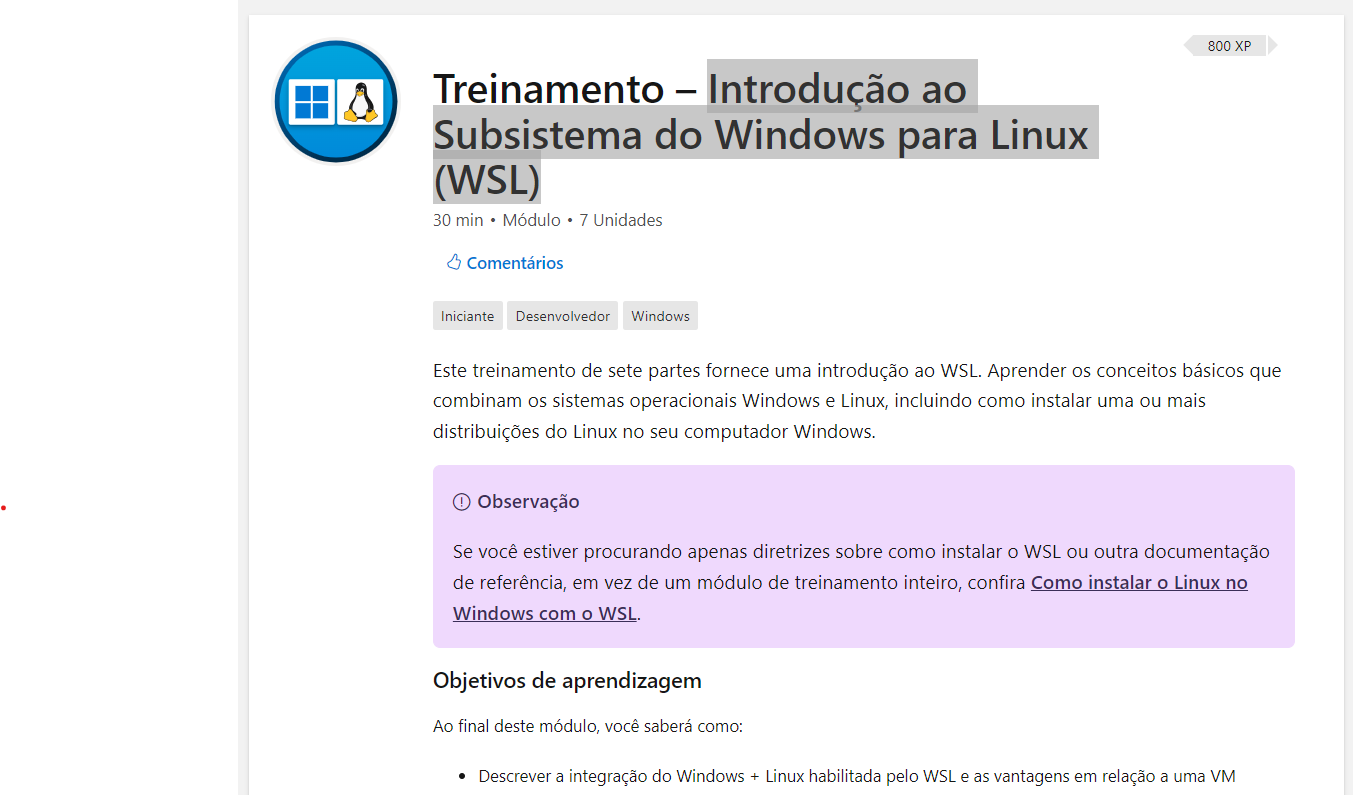 800 XP
Treinamento – Introdução ao
Subsistema do Windows para Linux
(WSL)
30 min • Módulo • 7 Unidades
Comentários
Iniciante Desenvolvedor Windows
Este treinamento de sete partes fornece uma introdução ao WSL. Aprender os conceitos básicos que
combinam os sistemas operacionais Windows e Linux, incluindo como instalar uma ou mais
distribuições do Linux no seu computador Windows.
Observação
Se você estiver procurando apenas diretrizes sobre como instalar o WSL ou outra documentação
de referência, em vez de um módulo de treinamento inteiro, confira Como instalar o Linux no
Windows com o WSL.
Objetivos de aprendizagem
Ao final deste módulo, você saberá como:
• Descrever a integração do Windows + Linux habilitada pelo WSL e as vantagens em relação a uma VM